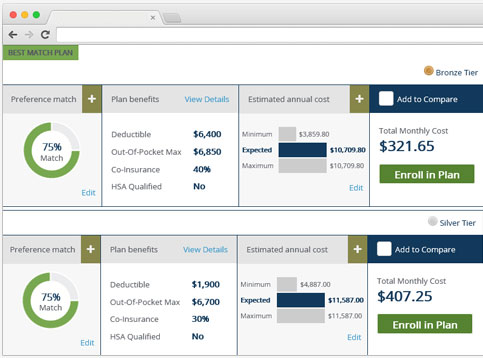 BEST MATCH PLAN
Bronze Tier
Preference match + Plan benefits View Details Estimated annual cost + Add to Compare
75%
Match
Edit
Deductible $6,400
Out-Of-Pocket Max $6,850
Co-Insurance 40%
HSA Qualified No
Minimum $3,859.80
Expected $10,709.80
Maximum $10,709.80
Edit
Total Monthly Cost
$321.65
Enroll in Plan
Silver Tier
Preference match + Plan benefits View Details Estimated annual cost + Add to Compare
75%
Match
Edit
Deductible $1,900
Out-Of-Pocket Max $6,700
Co-Insurance 30%
HSA Qualified No
Minimum $4,887.00
Expected $11,587.00
Maximum $11,587.00
Edit
Total Monthly Cost
$407.25
Enroll in Plan